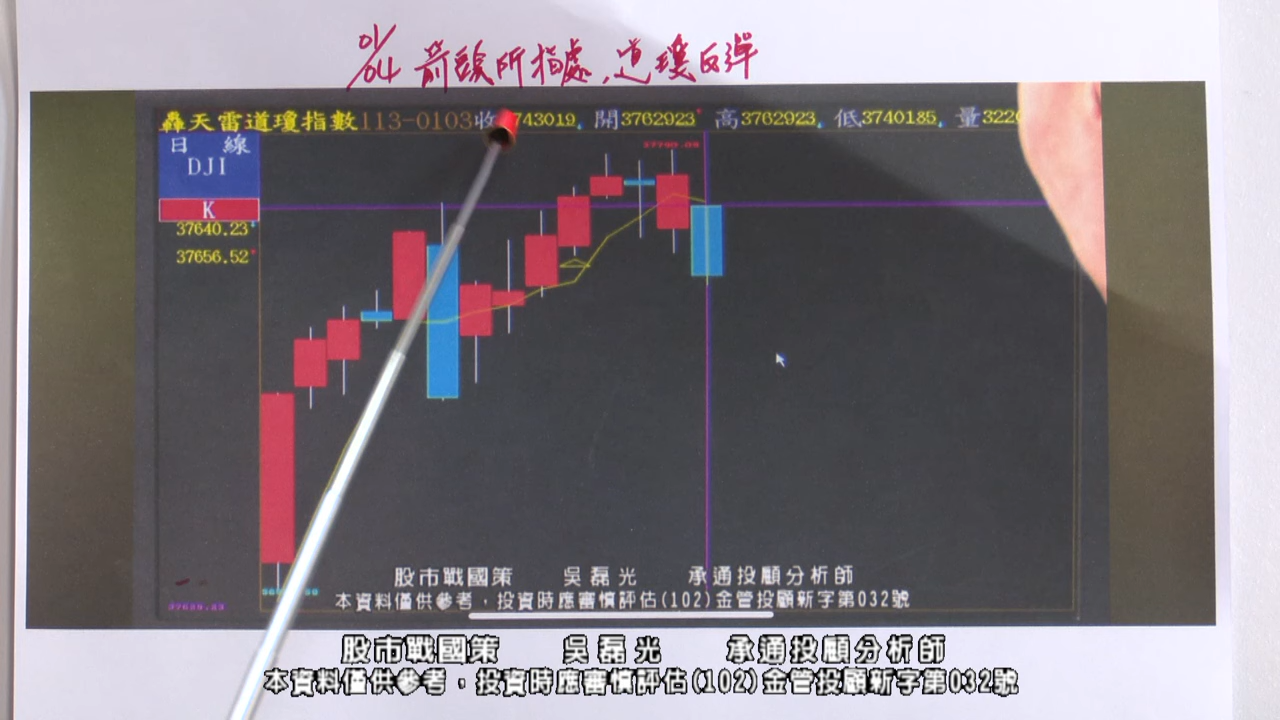 01/04 箭頭所指處、道瓊反彈
轟天雷道瓊指數113-0103收 743019 開3762923 高3762923 低3740185 量3220
日 線
DJI
K
37640.23
37656.52
股市戰國策 吳磊光 承通投顧分析師
本資料僅供參考，投資時應審慎評估(102)金管投顧新字第032號
股市戰國策 吳磊光 承通投顧分析師
本資料僅供參考，投資時應審慎評估(102)金管投顧新字第032號